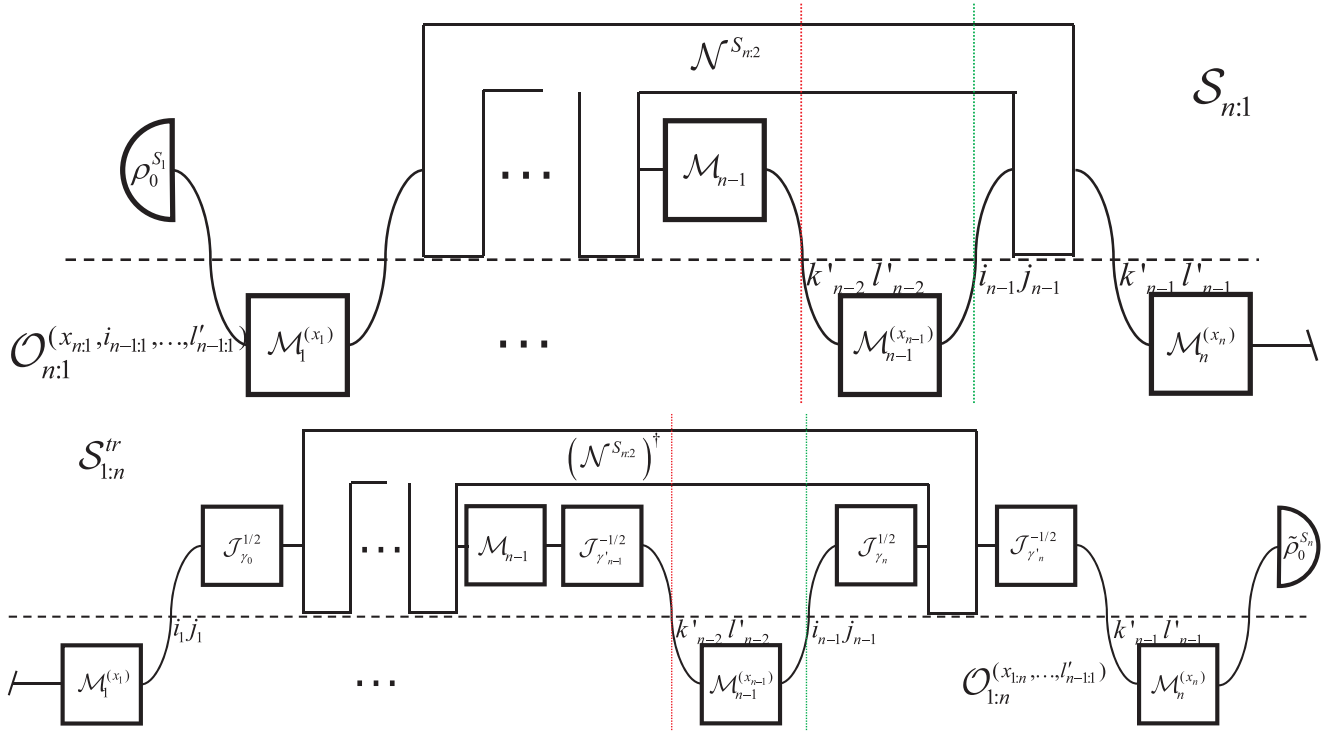 𝒩^{S_{n:2}}
𝒮_{n:1}
ρ_0^{S_1}
...
ℳ_{n−1}
k'_{n−2} l'_{n−2}
i_{n−1} j_{n−1}
k'_{n−1} l'_{n−1}
𝒪_{n:1}^{(x_{n:1}, i_{n−1:1}, ..., l'_{n−1:1})}
ℳ_1^{(x_1)}
...
ℳ_{n−1}^{(x_{n−1})}
ℳ_n^{(x_n)}
𝒮_{1:n}^{tr}
(𝒩^{S_{n:2}})^†
𝒥_{γ_0}^{1/2}
...
ℳ_{n−1}
𝒥_{γ'_{n−1}}^{−1/2}
𝒥_{γ_n}^{1/2}
𝒥_{γ'_n}^{−1/2}
ρ̃_0^{S_n}
i_1 j_1
k'_{n−2} l'_{n−2}
i_{n−1} j_{n−1}
k'_{n−1} l'_{n−1}
ℳ_1^{(x_1)}
...
ℳ_{n−1}^{(x_{n−1})}
𝒪_{1:n}^{(x_{1:n}, ..., l'_{n−1:1})}
ℳ_n^{(x_n)}